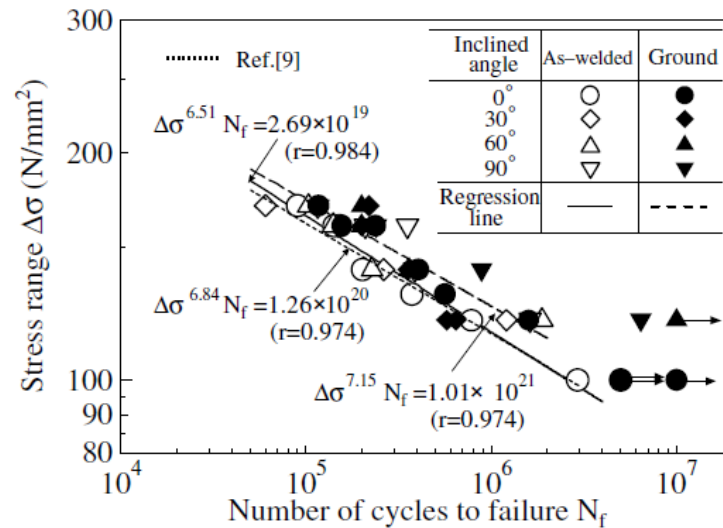 300
200
100
90
80
Stress range Δσ (N/mm²)
Ref.[9]
Δσ^6.51 N_f =2.69×10^19
(r=0.984)
Δσ^6.84 N_f =1.26×10^20
(r=0.974)
Δσ^7.15 N_f =1.01× 10^21
(r=0.974)
Inclined angle As–welded Ground
0°
30°
60°
90°
Regression line
10^4 10^5 10^6 10^7
Number of cycles to failure N_f